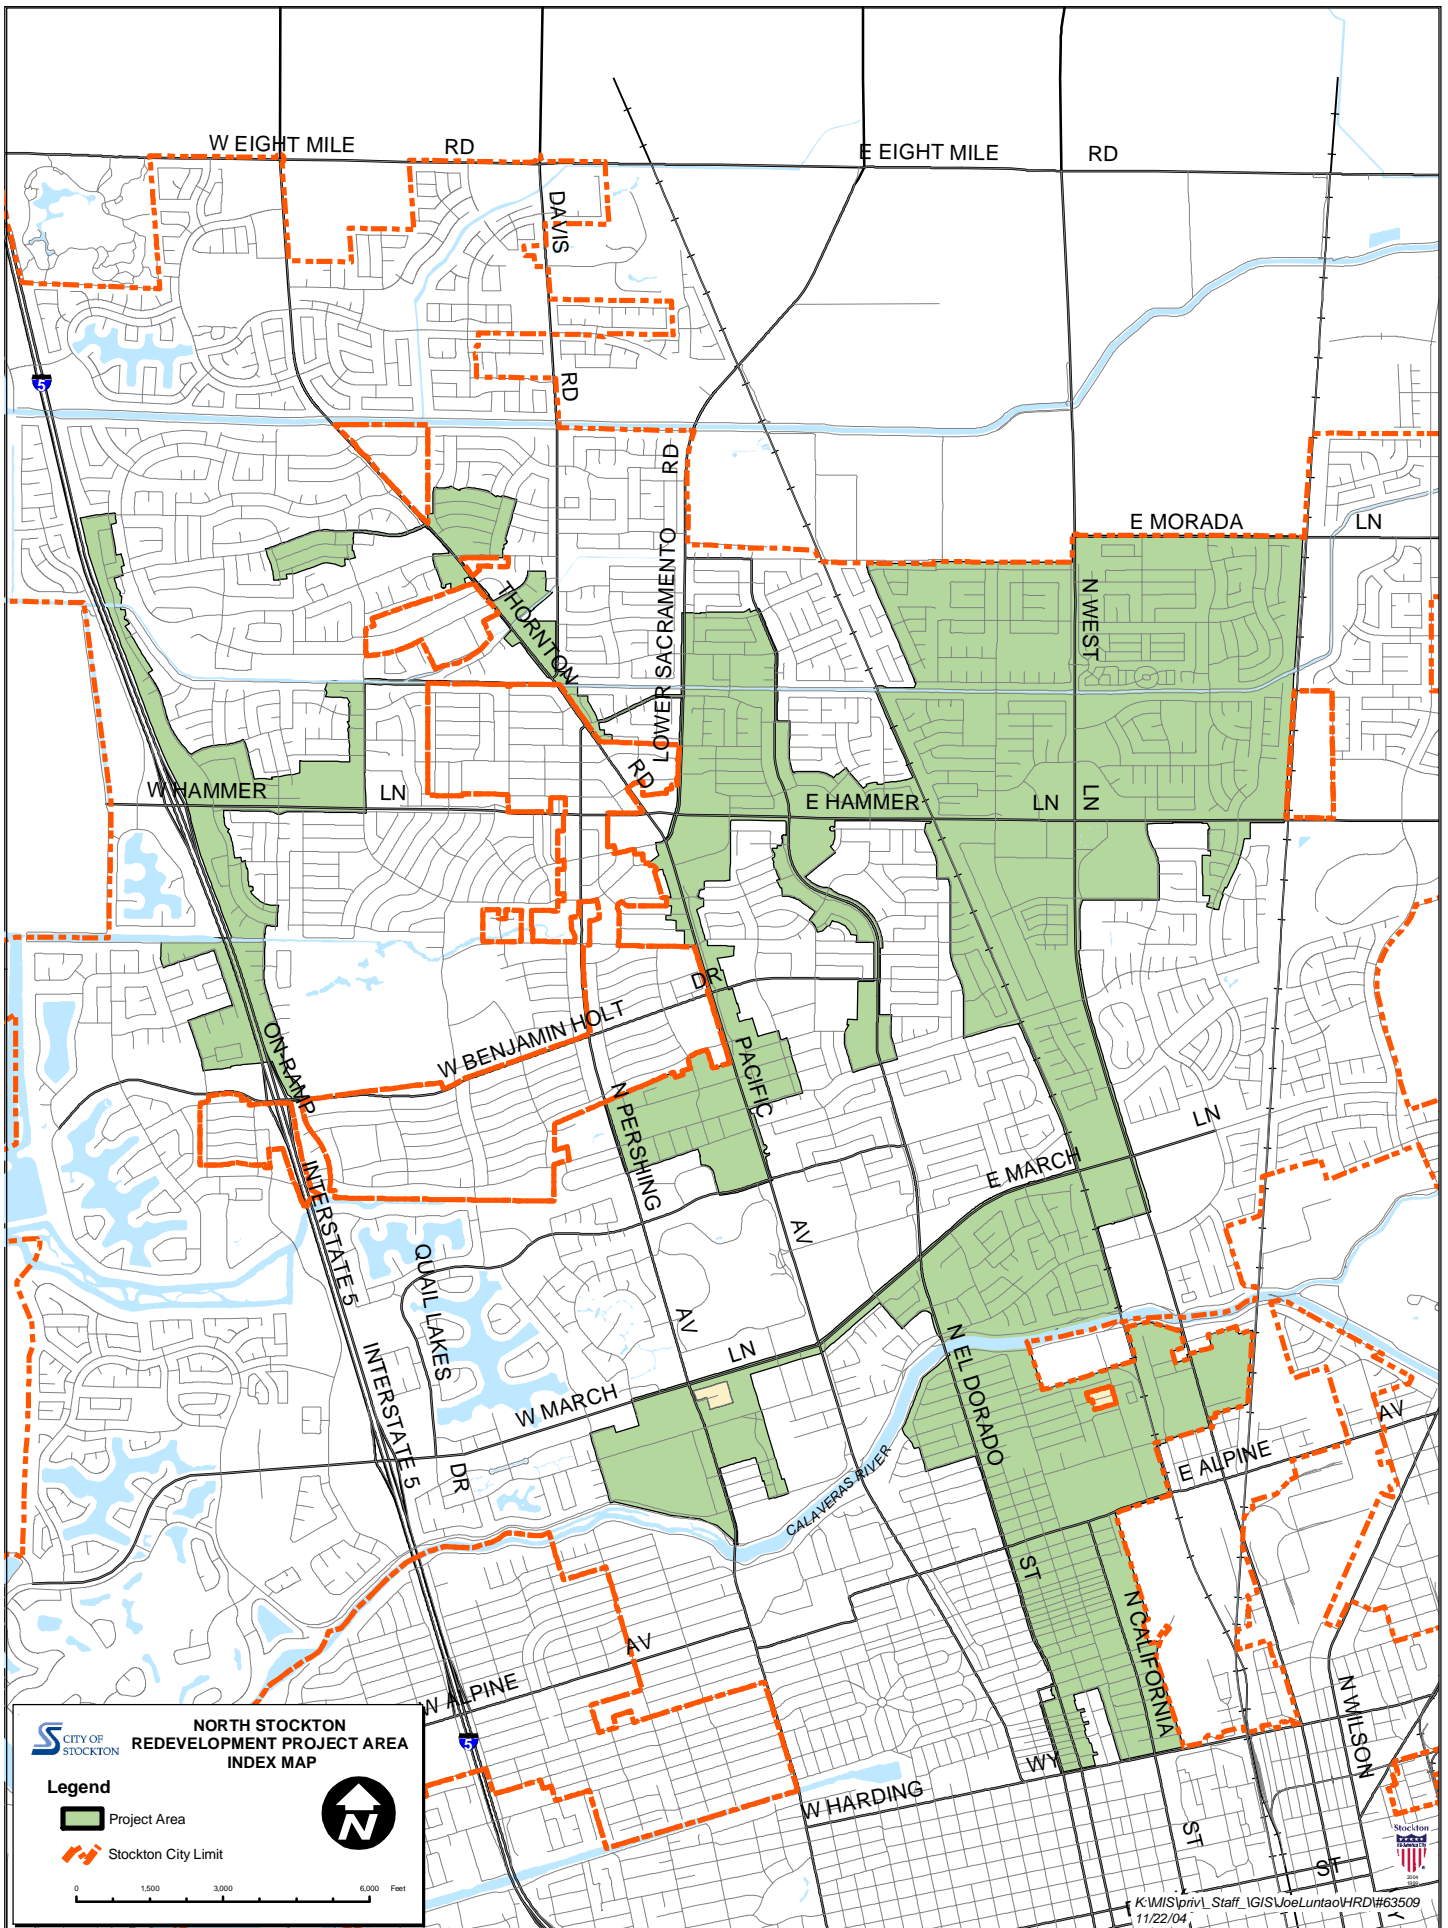 W EIGHT MILE
RD
E EIGHT MILE
RD
DAVIS
RD
5
RD
E MORADA
LN
THORNTON
LOWER SACRAMENTO
N WEST
RD
W HAMMER
LN
E HAMMER
LN
LN
DR
W BENJAMIN HOLT
ON-RAMP
PACIFIC
N PERSHING
LN
E MARCH
INTERSTATE 5
AV
QUAIL LAKES
AV
LN
N EL DORADO
INTERSTATE 5
W MARCH
AV
E ALPINE
DR
CALAVERAS RIVER
ST
N CALIFORNIA
AV
W ALPINE
N WILSON
5
WY
W HARDING
ST
ST
Y
CITY OF
STOCKTON
NORTH STOCKTON
REDEVELOPMENT PROJECT AREA
INDEX MAP
Legend
N
Project Area
Stockton City Limit
0 1,500 3,000 6,000 Feet
Stockton
K:\MIS\priv\_Staff_\GIS\JoeLuntao\HRD\#63509
11/22/04